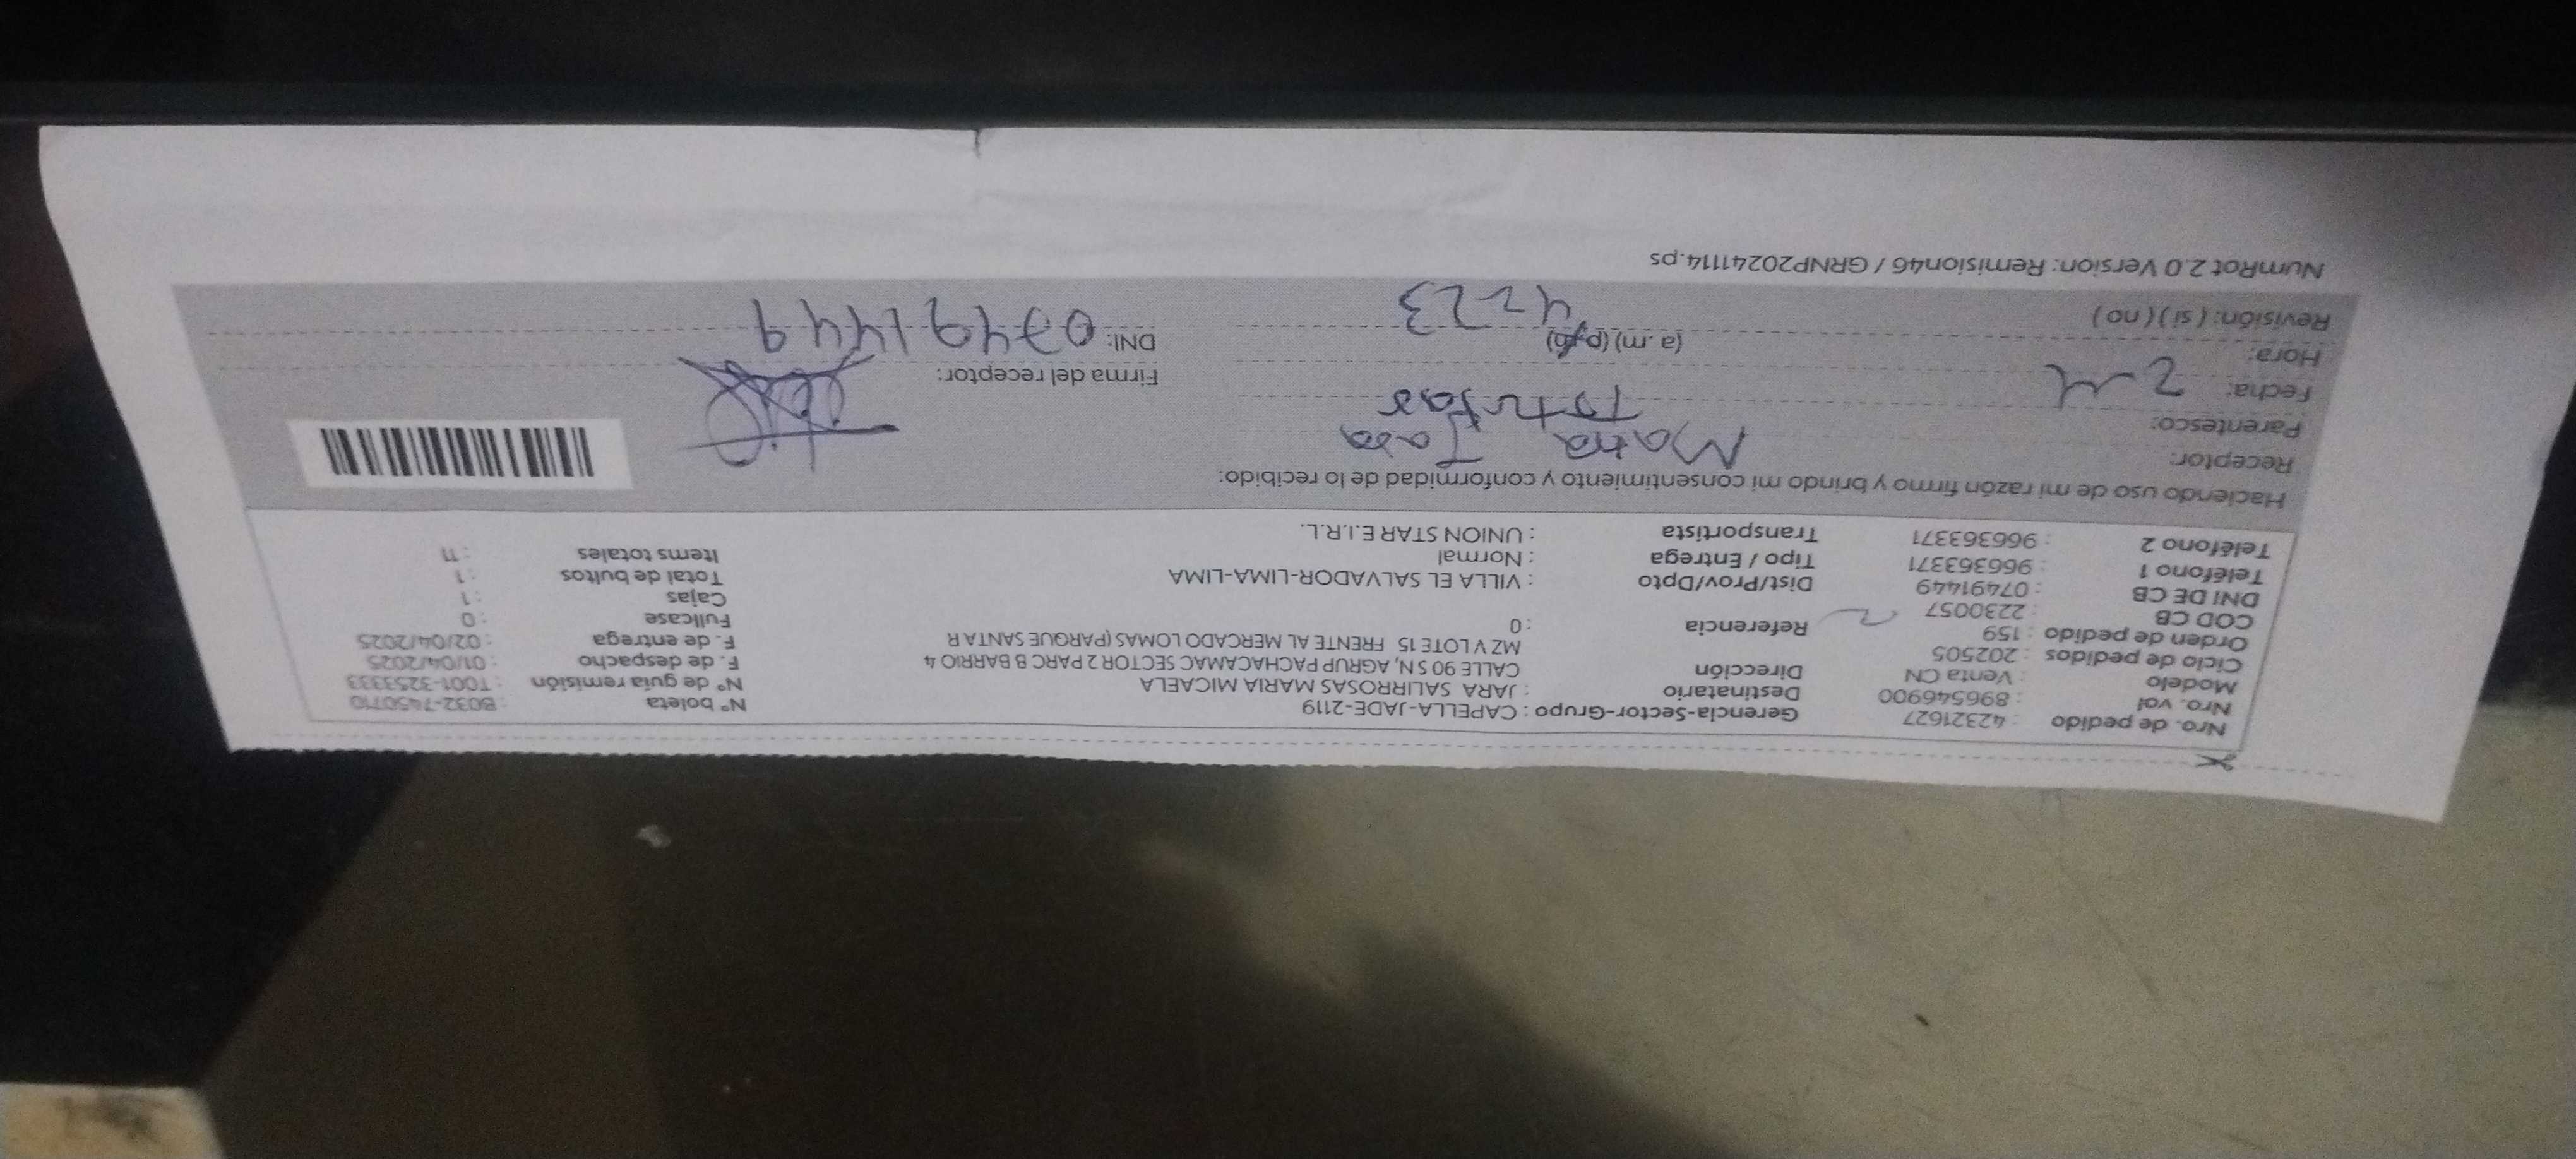 Nro. de pedido : 42321627 Gerencia-Sector-Grupo : CAPELLA-JADE-2119 N° boleta : B032-7450710
Nro. vol : 896546900 Destinatario : JARA SALIRROSAS MARIA MICAELA N° de guía remisión : T001-3253333
Modelo : Venta CN Dirección CALLE 90 S N, AGRUP PACHACAMAC SECTOR 2 PARC B BARRIO 4 F. de despacho : 01/04/2025
Ciclo de pedidos : 202505 MZ V LOTE 15 FRENTE AL MERCADO LOMAS (PARQUE SANTA R F. de entrega : 02/04/2025
Orden de pedido : 159 Referencia : 0 Fullcase : 0
COD CB : 2230057 Cajas : 1
DNI DE CB : 07491449 Dist/Prov/Dpto : VILLA EL SALVADOR-LIMA-LIMA Total de bultos : 1
Teléfono 1 : 966363371 Tipo / Entrega : Normal Items totales : 11
Teléfono 2 : 966363371 Transportista : UNION STAR E.I.R.L.
Haciendo uso de mi razón firmo y brindo mi consentimiento y conformidad de lo recibido:
Receptor: Maria Jara
Parentesco: Titular
Fecha: 2-4 Firma del receptor:
Hora: (a.m) (p.m) DNI: 07491449
Revisión: ( si ) ( no ) 4223
NumRot 2.0 Version: Remision46 / GRNP20241114.ps